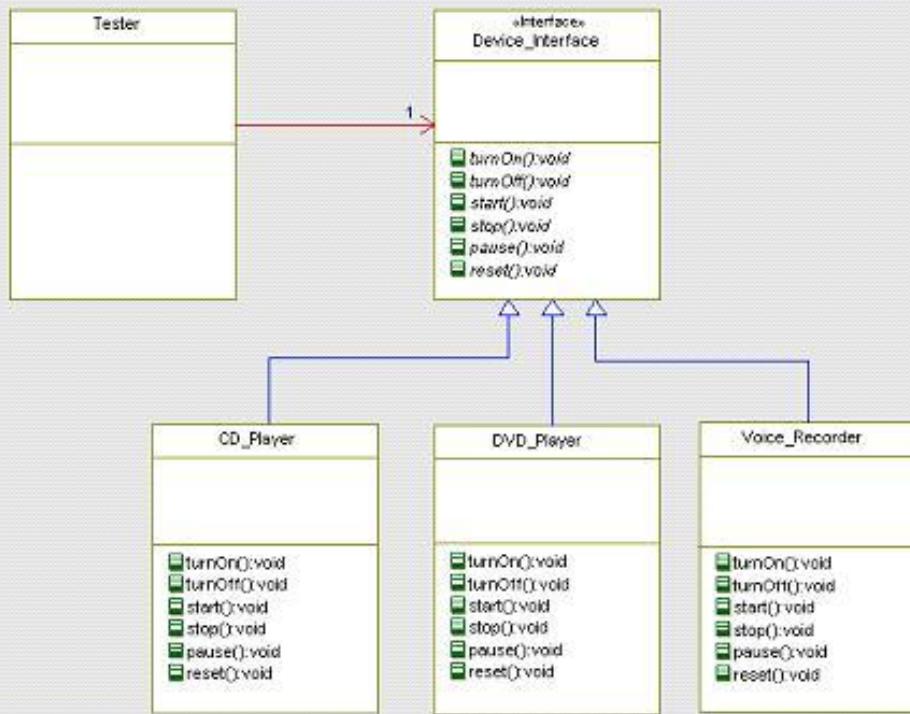 Tester
«Interface»
Device_Interface
1
turnOn():void
turnOff():void
start():void
stop():void
pause():void
reset():void
CD_Player
turnOn():void
turnOff():void
start():void
stop():void
pause():void
reset():void
DVD_Player
turnOn():void
turnOff():void
start():void
stop():void
pause():void
reset():void
Voice_Recorder
turnOn():void
turnOff():void
start():void
stop():void
pause():void
reset():void